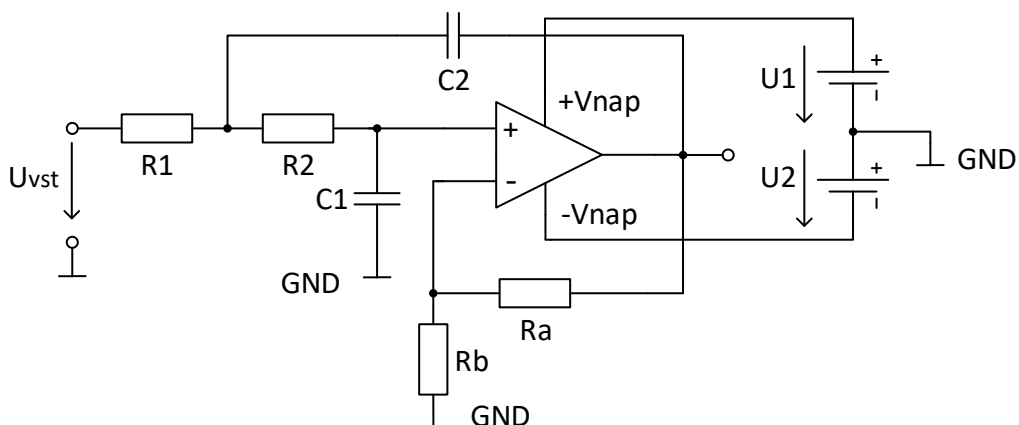 C2
U1
+
I
+Vnap
R1
R2
+
-
GND
Uvst
C1
U2
+
I
-Vnap
GND
Ra
Rb
GND